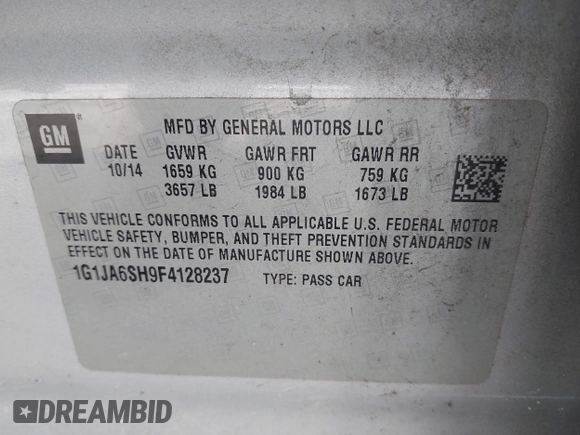 GM
MFD BY GENERAL MOTORS LLC
DATE GVWR GAWR FRT GAWR RR
10/14 1659 KG 900 KG 759 KG
3657 LB 1984 LB 1673 LB
THIS VEHICLE CONFORMS TO ALL APPLICABLE U.S. FEDERAL MOTOR
VEHICLE SAFETY, BUMPER, AND THEFT PREVENTION STANDARDS IN
EFFECT ON THE DATE OF MANUFACTURE SHOWN ABOVE.
1G1JA6SH9F4128237 TYPE: PASS CAR
DREAMBID